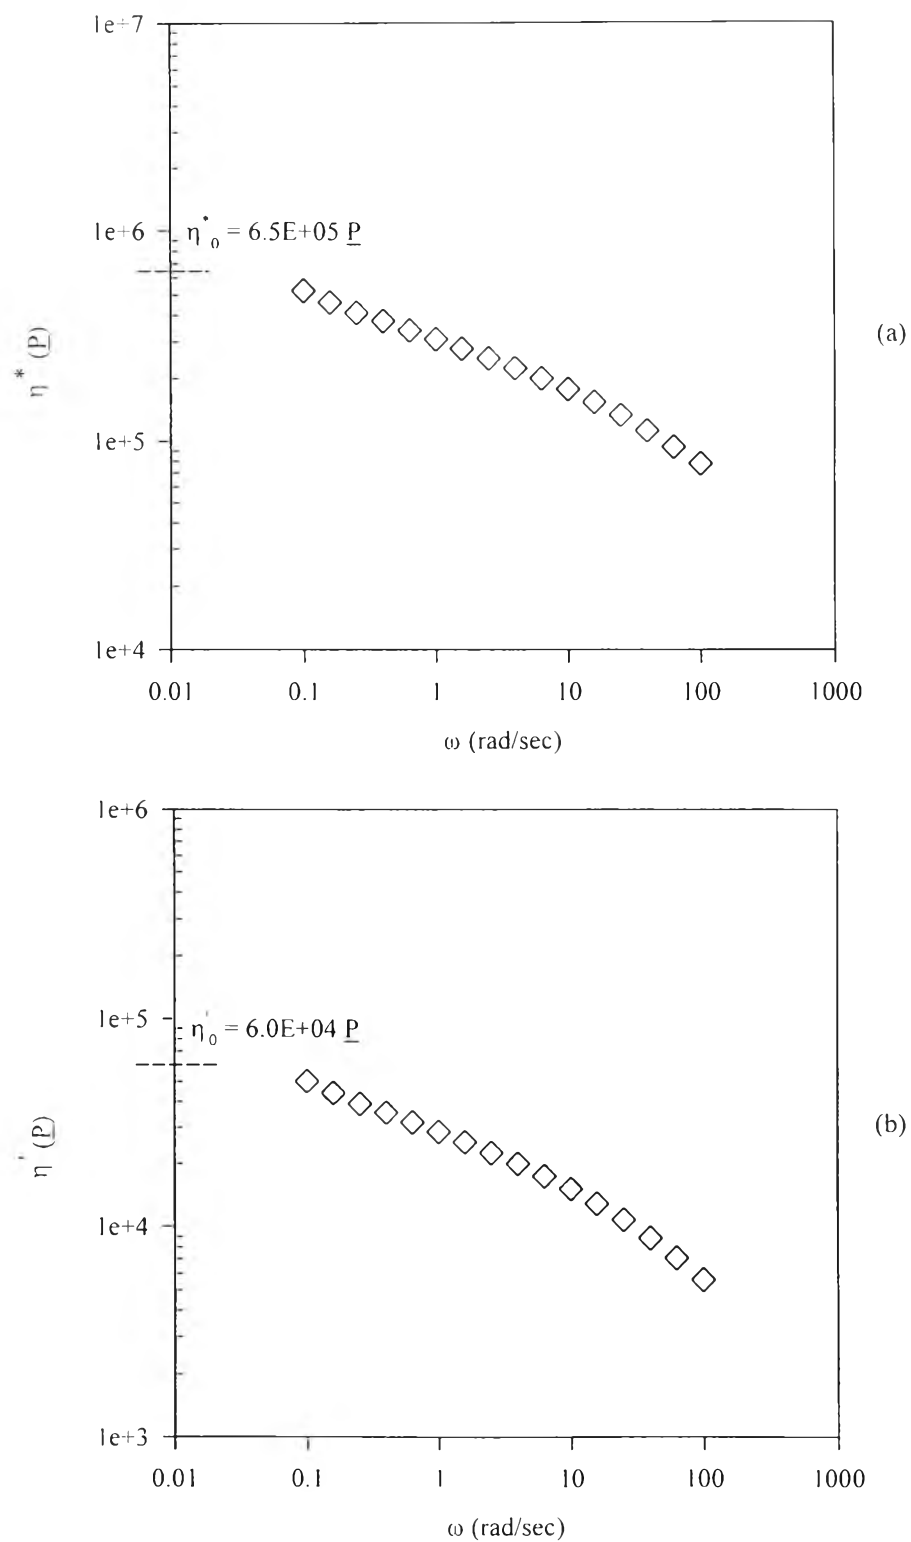 1e+7
1e+6
η*0 = 6.5E+05 P
η* (P)
(a)
1e+5
1e+4
0.01 0.1 1 10 100 1000
ω (rad/sec)
1e+6
1e+5
η'0 = 6.0E+04 P
η' (P)
(b)
1e+4
1e+3
0.01 0.1 1 10 100 1000
ω (rad/sec)